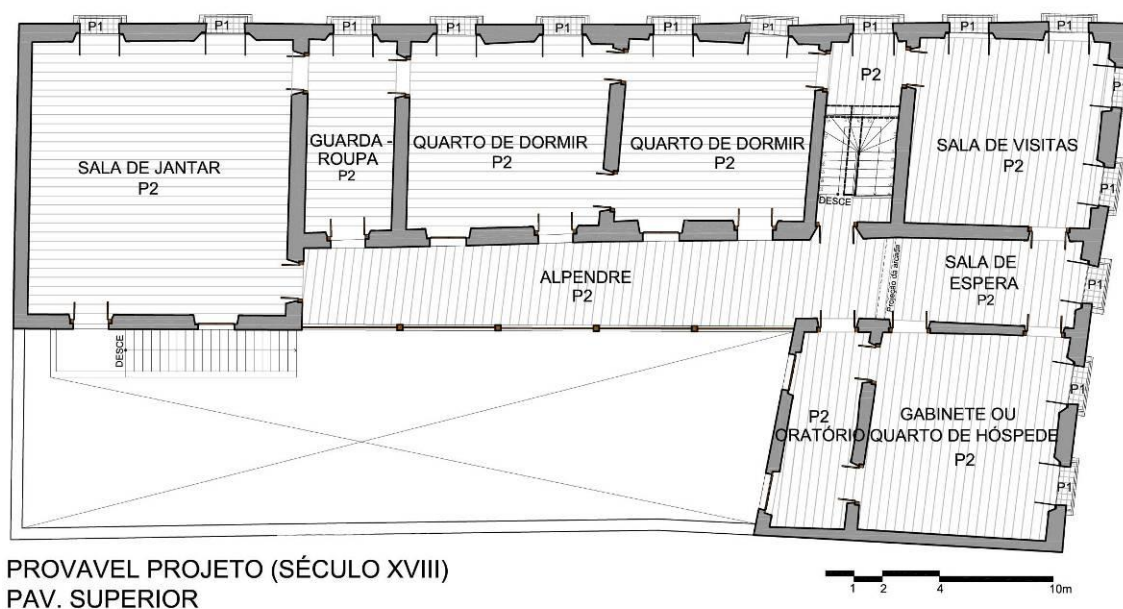 P1 P1 P1 P1 P1 P1 P1 P1 P1 P1
P2
GUARDA -
ROUPA
P2
QUARTO DE DORMIR
P2
QUARTO DE DORMIR
P2
SALA DE VISITAS
P2
SALA DE JANTAR
P2
P1
DESCE
ALPENDRE
P2
Projeção da arcada
SALA DE
ESPERA
P2
P1
DESCE
P1
P2
ORATÓRIO
GABINETE OU
QUARTO DE HÓSPEDE
P2
P1
PROVAVEL PROJETO (SÉCULO XVIII)
PAV. SUPERIOR
1 2 4 10m